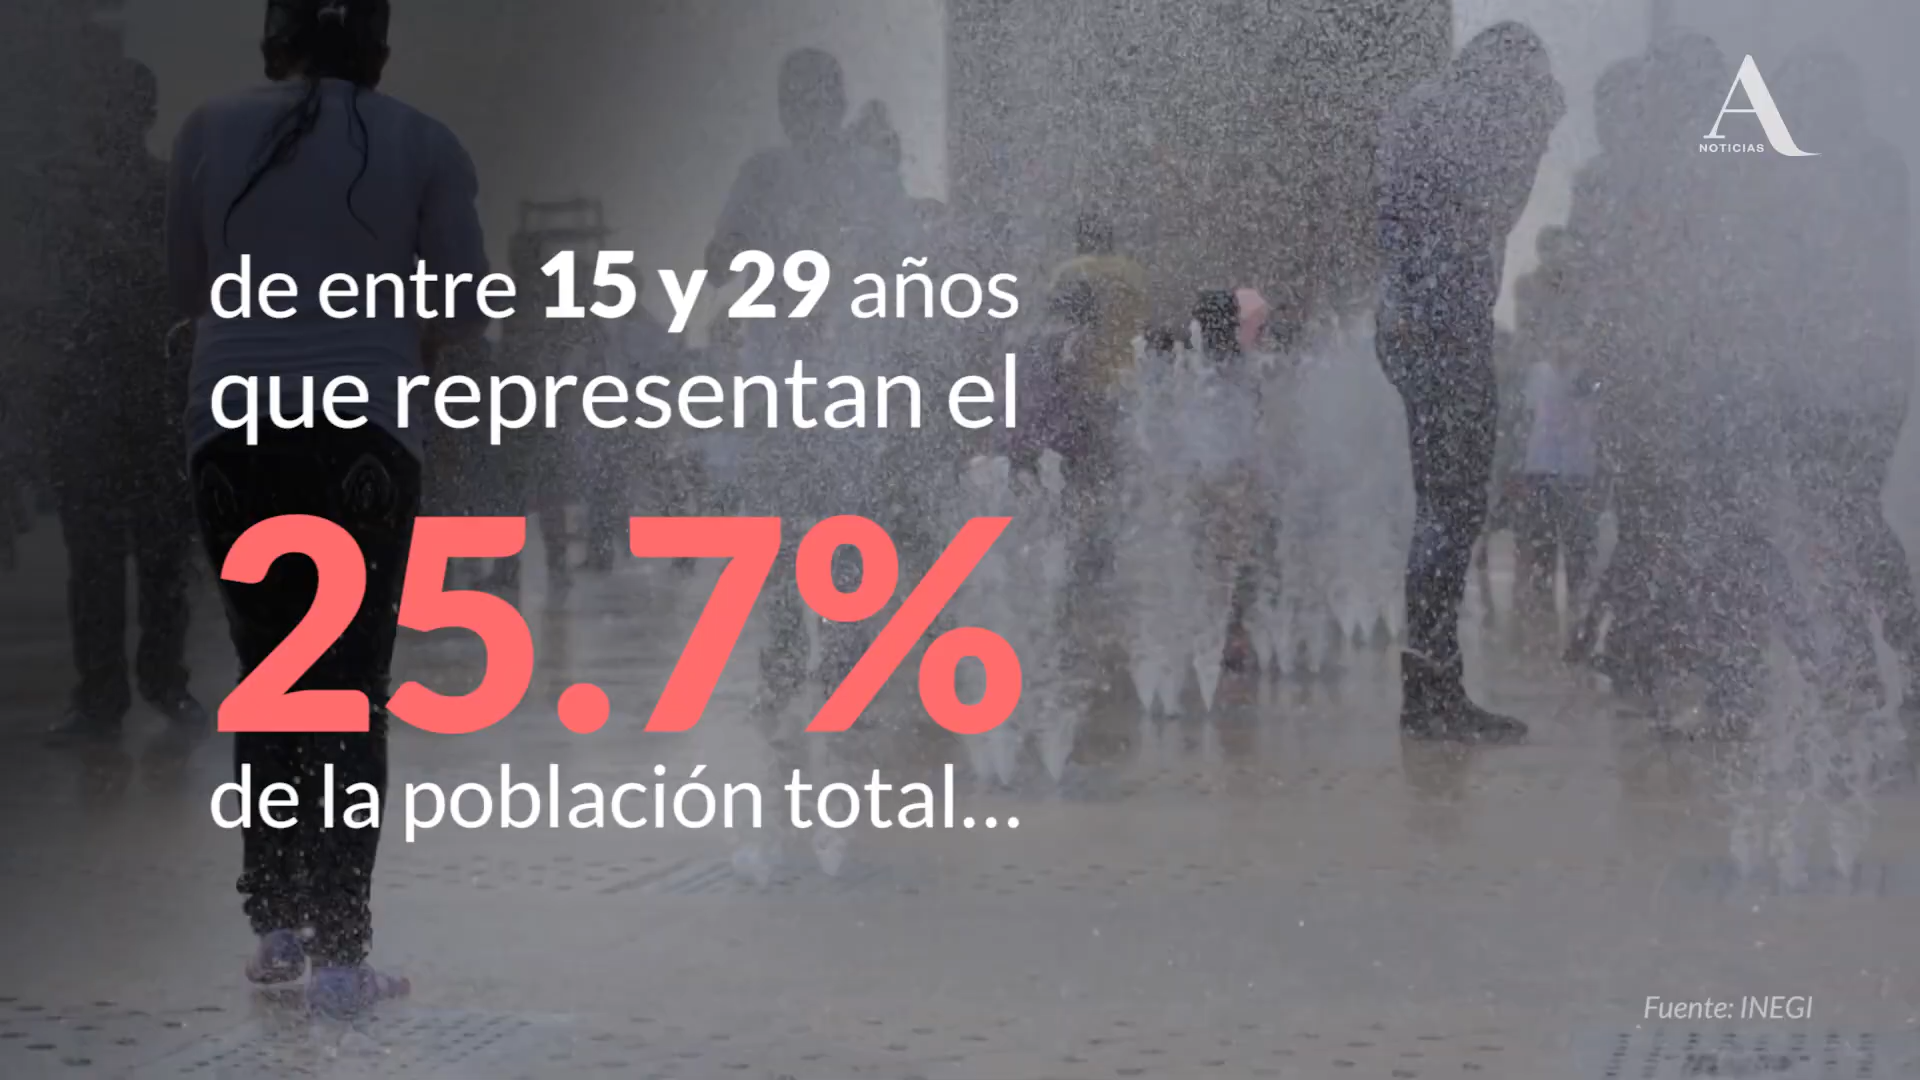 A
NOTICIAS
de entre 15 y 29 años
que representan el
25.7%
de la población total...
Fuente: INEGI